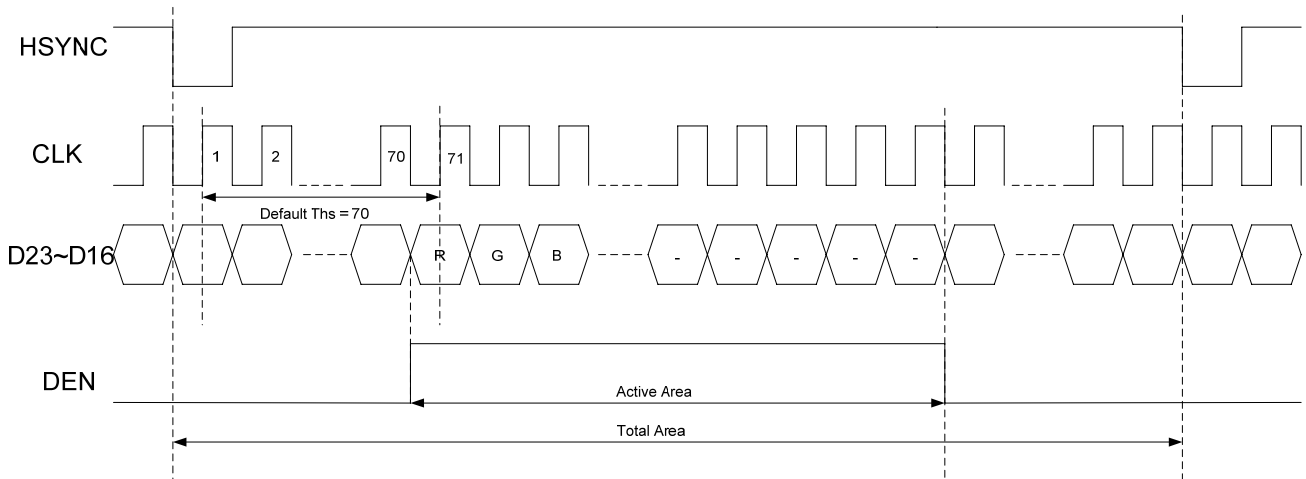 HSYNC
CLK
1
2
70
71
Default Ths = 70
D23~D16
R
G
B
-
-
-
-
-
DEN
Active Area
Total Area